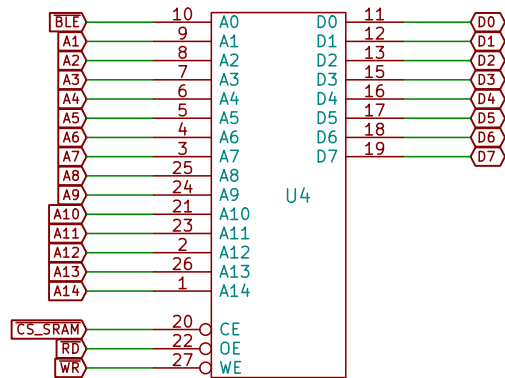 BLE 10 A0 D0 11 D0
A1 9 A1 D1 12 D1
A2 8 A2 D2 13 D2
A3 7 A3 D3 15 D3
A4 6 A4 D4 16 D4
A5 5 A5 D5 17 D5
A6 4 A6 D6 18 D6
A7 3 A7 D7 19 D7
A8 25 A8
A9 24 A9 U4
A10 21 A10
A11 23 A11
A12 2 A12
A13 26 A13
A14 1 A14
CS_SRAM 20 CE
RD 22 OE
WR 27 WE